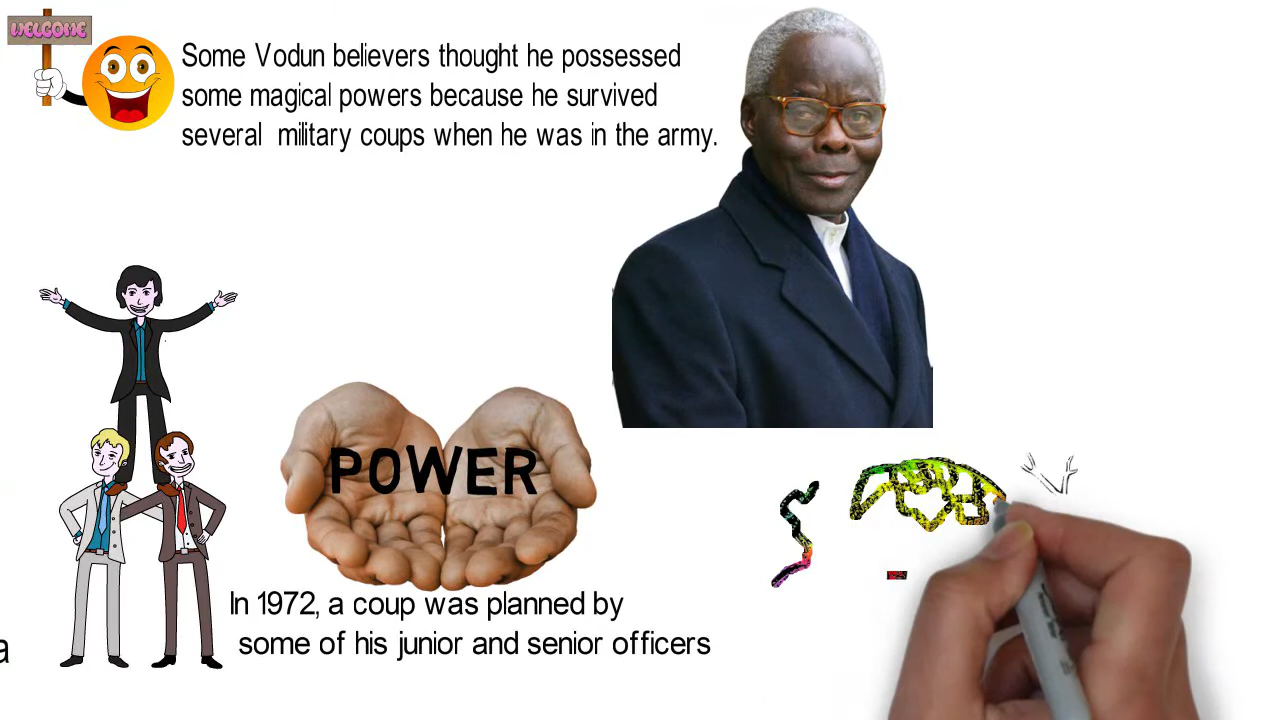 WELCOME
Some Vodun believers thought he possessed
some magical powers because he survived
several  military coups when he was in the army.
POWER
In 1972, a coup was planned by
some of his junior and senior officers
a